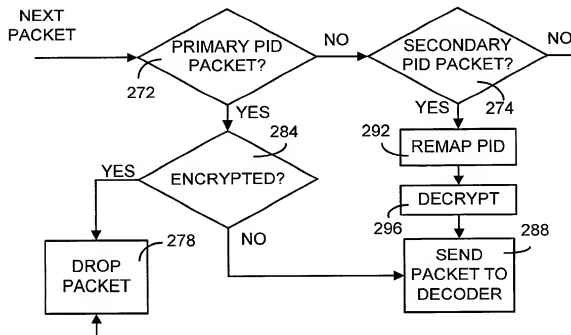 NEXT
PACKET
PRIMARY PID
PACKET?
272
NO
SECONDARY
PID PACKET?
274
NO
YES
YES
284
ENCRYPTED?
YES
NO
292
REMAP PID
DECRYPT
296
278
DROP
PACKET
288
SEND
PACKET TO
DECODER